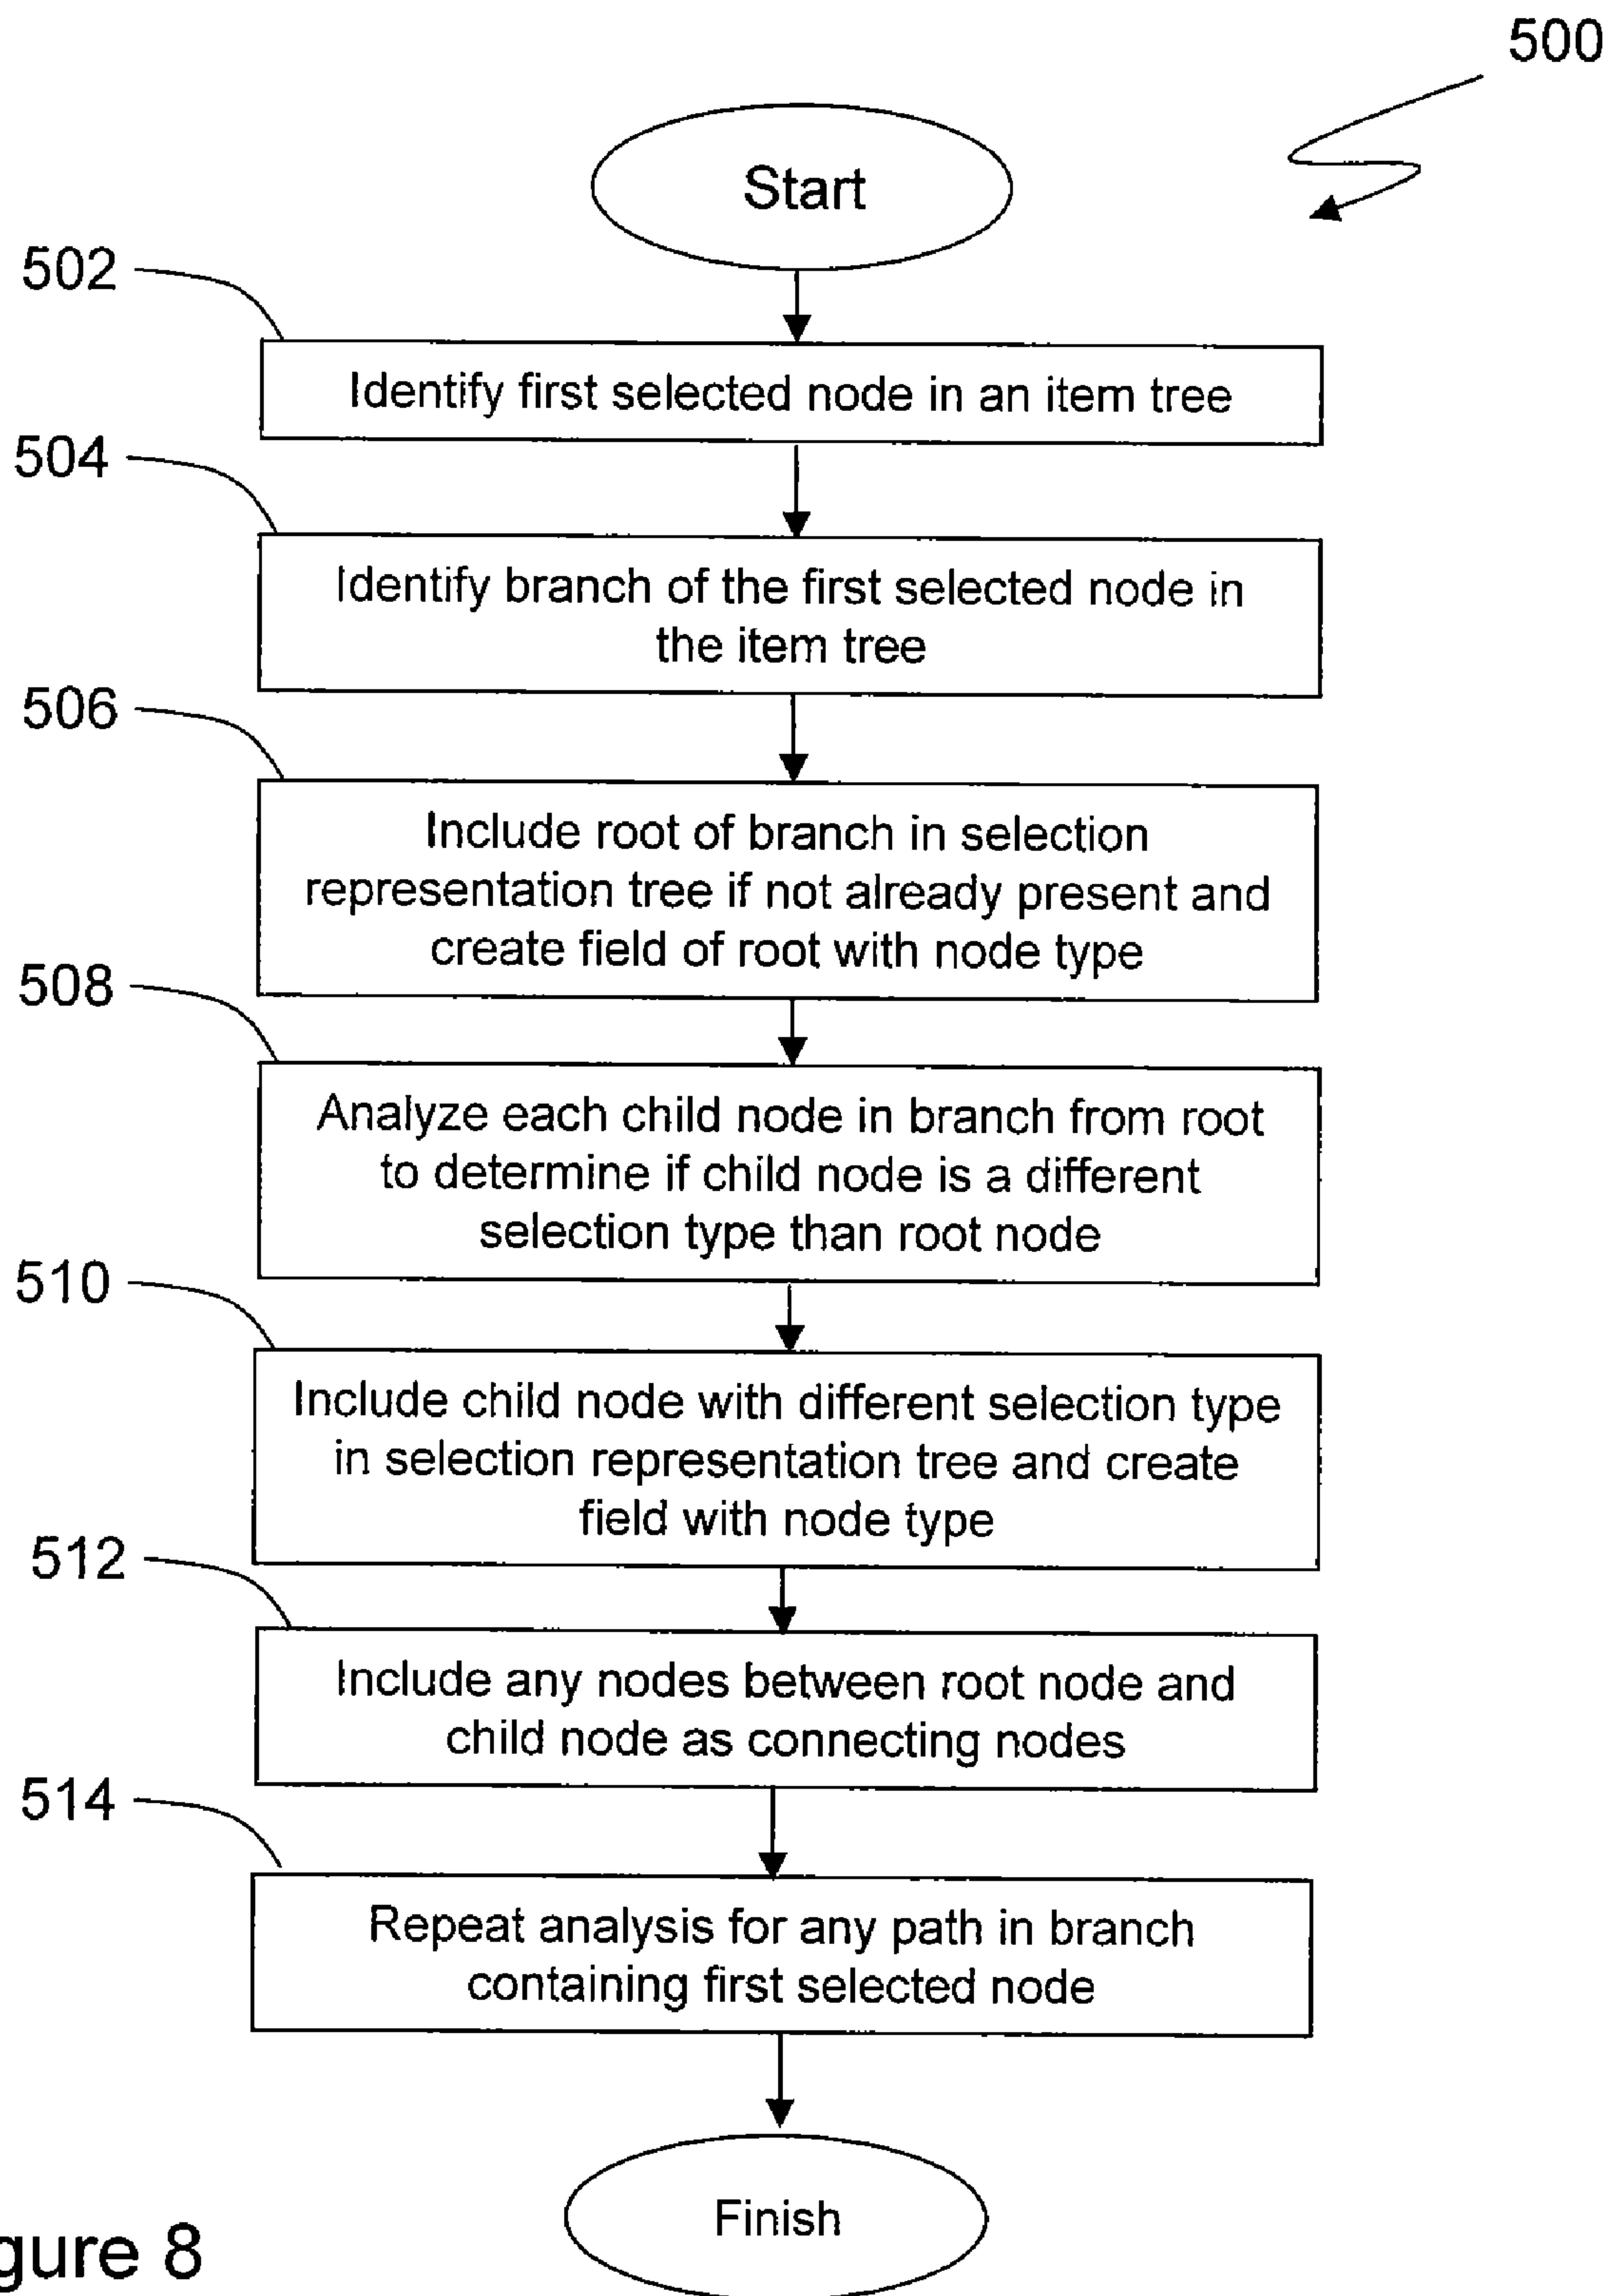 500
Start
502
Identify first selected node in an item tree
504
Identify branch of the first selected node in
the item tree
506
Include root of branch in selection
representation tree if not already present and
create field of root with node type
508
Analyze each child node in branch from root
to determine if child node is a different
selection type than root node
510
Include child node with different selection type
in selection representation tree and create
field with node type
512
Include any nodes between root node and
child node as connecting nodes
514
Repeat analysis for any path in branch
containing first selected node
Finish
gure 8